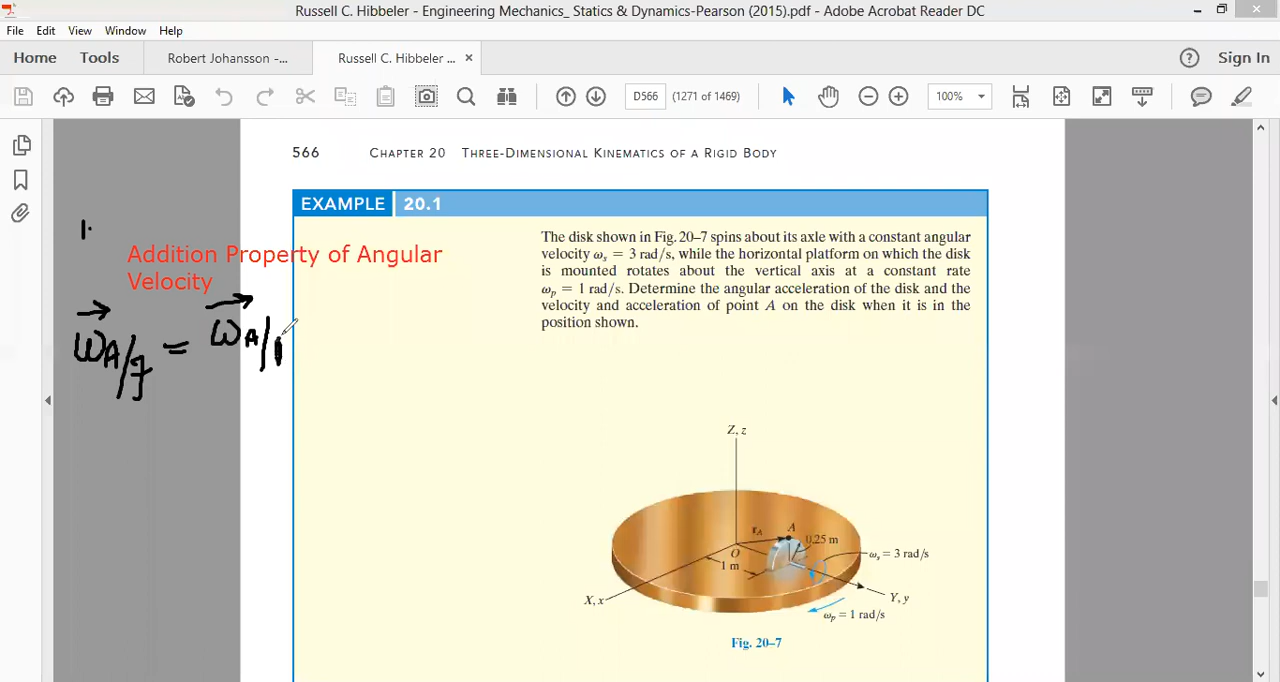 Russell C. Hibbeler - Engineering Mechanics_ Statics & Dynamics-Pearson (2015).pdf - Adobe Acrobat Reader DC
File Edit View Window Help
Home Tools Robert Johansson -... Russell C. Hibbeler ... × Sign In
D566 (1271 of 1469) 100%
566 CHAPTER 20 THREE-DIMENSIONAL KINEMATICS OF A RIGID BODY
EXAMPLE 20.1
1.
Addition Property of Angular
Velocity
ωA/f = ωA/1
The disk shown in Fig. 20–7 spins about its axle with a constant angular
velocity ωs = 3 rad/s, while the horizontal platform on which the disk
is mounted rotates about the vertical axis at a constant rate
ωp = 1 rad/s. Determine the angular acceleration of the disk and the
velocity and acceleration of point A on the disk when it is in the
position shown.
Z, z
rA
A
0.25 m
O
1 m
ωs = 3 rad/s
X, x
Y, y
ωp = 1 rad/s
Fig. 20–7